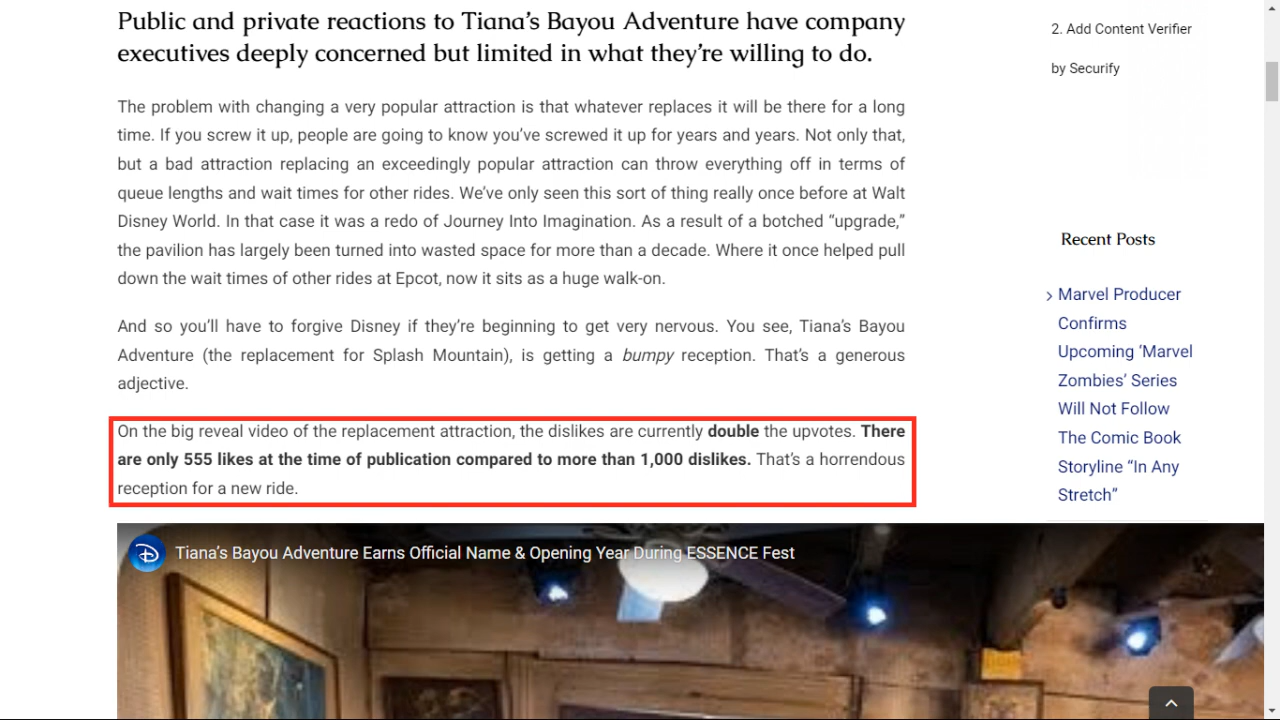 Public and private reactions to Tiana’s Bayou Adventure have company
executives deeply concerned but limited in what they’re willing to do.
The problem with changing a very popular attraction is that whatever replaces it will be there for a long
time. If you screw it up, people are going to know you’ve screwed it up for years and years. Not only that,
but a bad attraction replacing an exceedingly popular attraction can throw everything off in terms of
queue lengths and wait times for other rides. We’ve only seen this sort of thing really once before at Walt
Disney World. In that case it was a redo of Journey Into Imagination. As a result of a botched “upgrade,”
the pavilion has largely been turned into wasted space for more than a decade. Where it once helped pull
down the wait times of other rides at Epcot, now it sits as a huge walk-on.
And so you’ll have to forgive Disney if they’re beginning to get very nervous. You see, Tiana’s Bayou
Adventure (the replacement for Splash Mountain), is getting a bumpy reception. That’s a generous
adjective.
On the big reveal video of the replacement attraction, the dislikes are currently double the upvotes. There
are only 555 likes at the time of publication compared to more than 1,000 dislikes. That’s a horrendous
reception for a new ride.
Tiana’s Bayou Adventure Earns Official Name & Opening Year During ESSENCE Fest
2. Add Content Verifier
by Securify
Recent Posts
Marvel Producer
Confirms
Upcoming ‘Marvel
Zombies’ Series
Will Not Follow
The Comic Book
Storyline “In Any
Stretch”